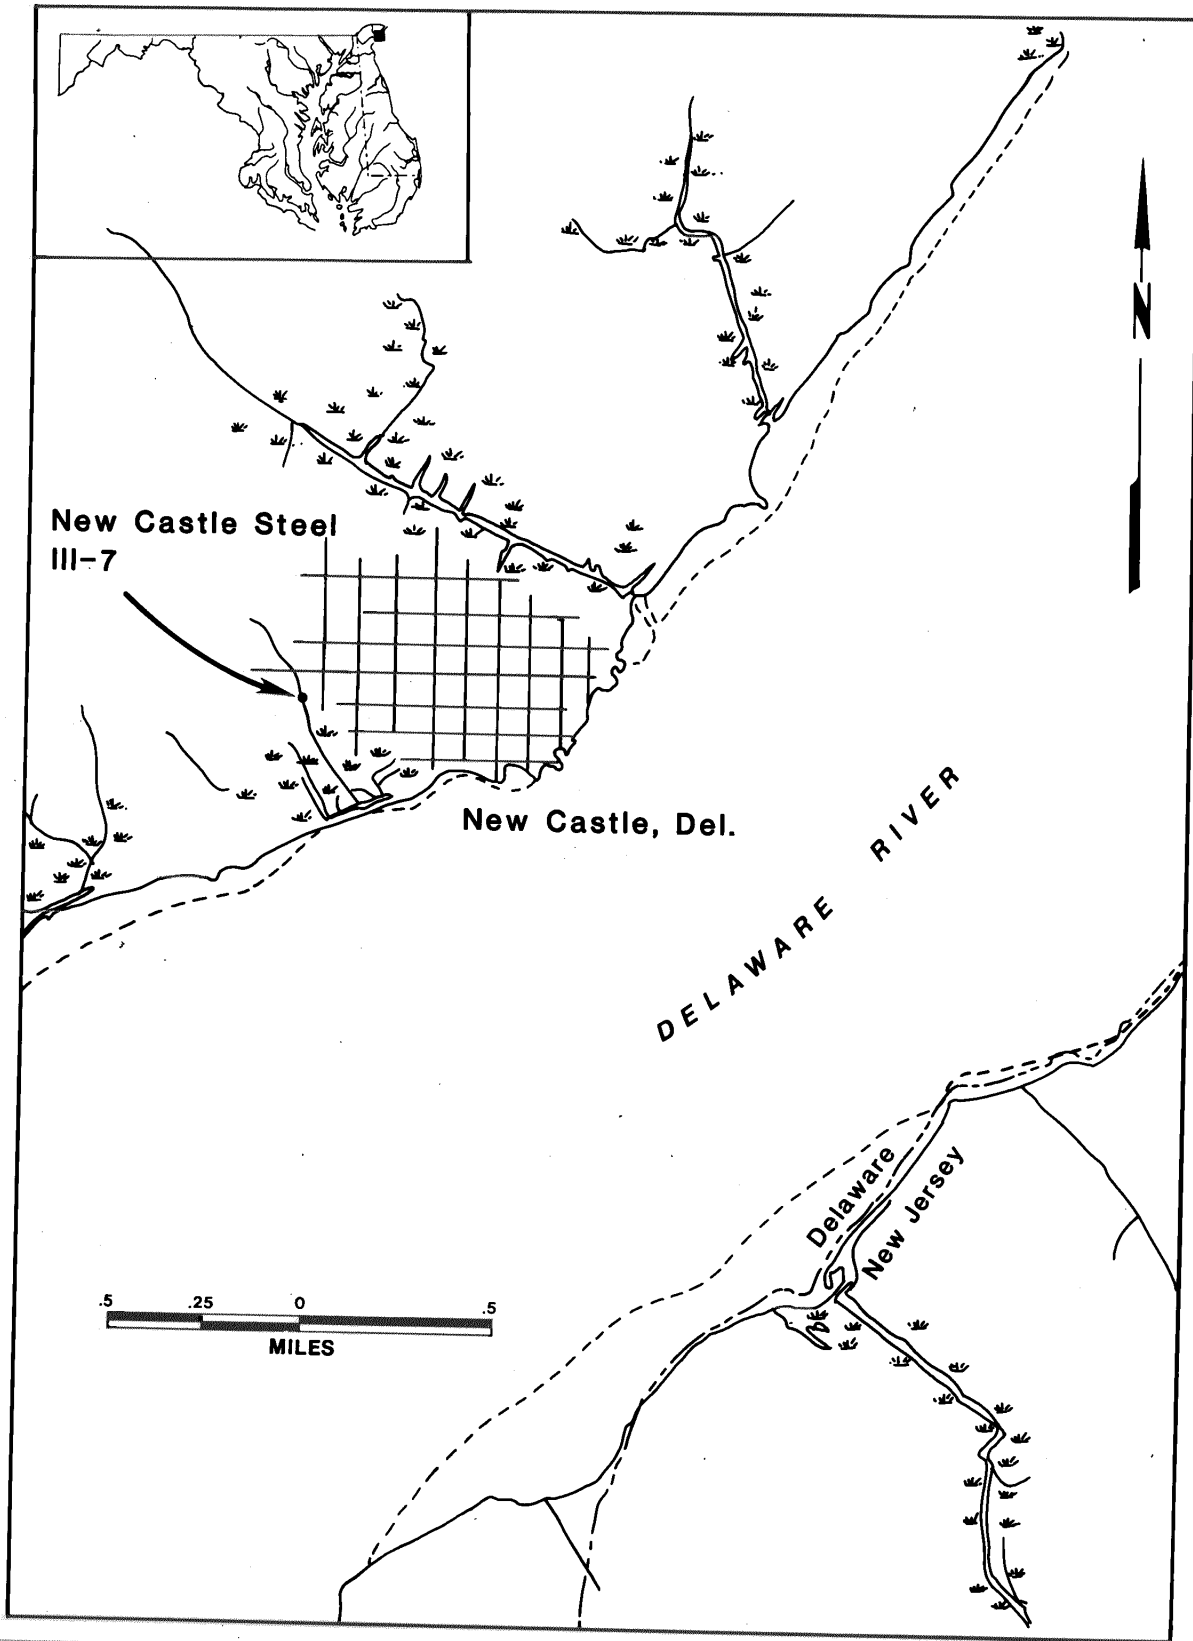 N
New Castle Steel
III-7
New Castle, Del.
DELAWARE RIVER
Delaware
New Jersey
.5 .25 0 .5
MILES